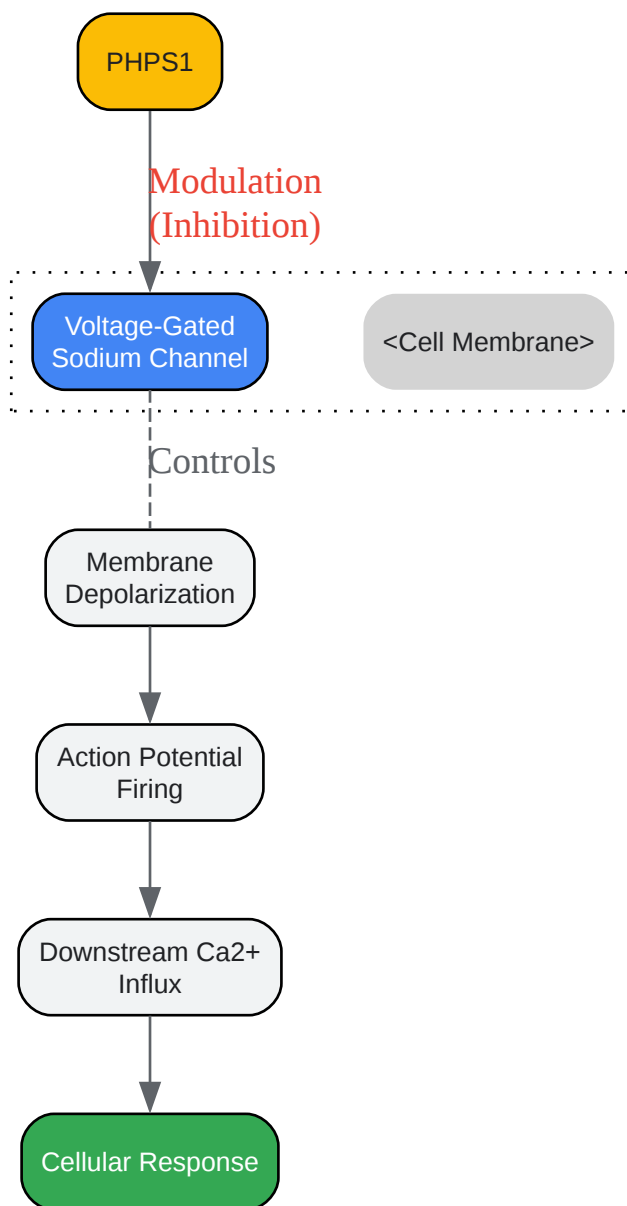 PHPS1
Modulation
(Inhibition)
Voltage-Gated
Sodium Channel
<Cell Membrane>
Controls
Membrane
Depolarization
Action Potential
Firing
Downstream Ca2+
Influx
Cellular Response